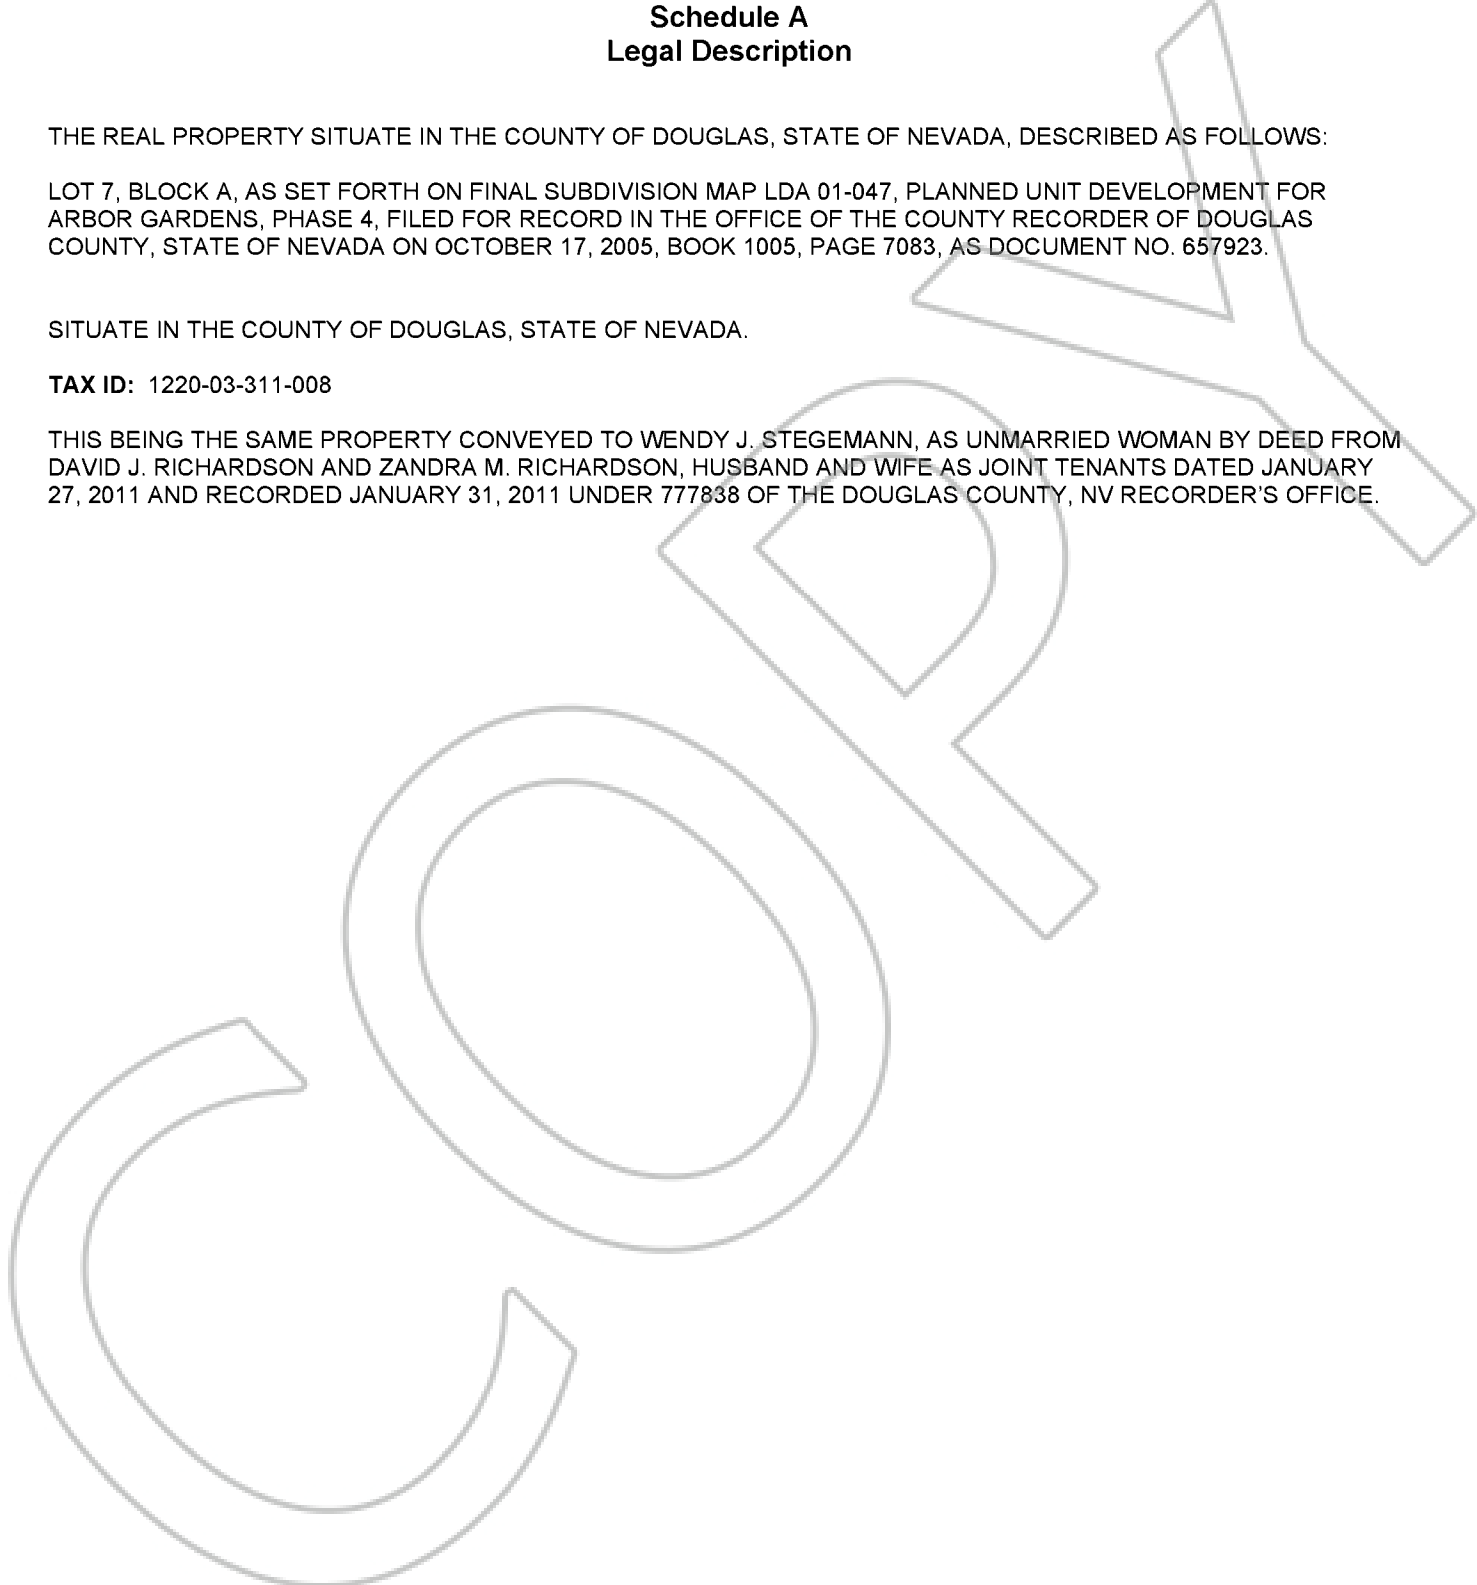 Schedule A
Legal Description
THE REAL PROPERTY SITUATE IN THE COUNTY OF DOUGLAS, STATE OF NEVADA, DESCRIBED AS FOLLOWS:
LOT 7, BLOCK A, AS SET FORTH ON FINAL SUBDIVISION MAP LDA 01-047, PLANNED UNIT DEVELOPMENT FOR
ARBOR GARDENS, PHASE 4, FILED FOR RECORD IN THE OFFICE OF THE COUNTY RECORDER OF DOUGLAS
COUNTY, STATE OF NEVADA ON OCTOBER 17, 2005, BOOK 1005, PAGE 7083, AS DOCUMENT NO. 657923.
SITUATE IN THE COUNTY OF DOUGLAS, STATE OF NEVADA.
TAX ID: 1220-03-311-008
THIS BEING THE SAME PROPERTY CONVEYED TO WENDY J. STEGEMANN, AS UNMARRIED WOMAN BY DEED FROM
DAVID J. RICHARDSON AND ZANDRA M. RICHARDSON, HUSBAND AND WIFE AS JOINT TENANTS DATED JANUARY
27, 2011 AND RECORDED JANUARY 31, 2011 UNDER 777838 OF THE DOUGLAS COUNTY, NV RECORDER'S OFFICE.
COPY